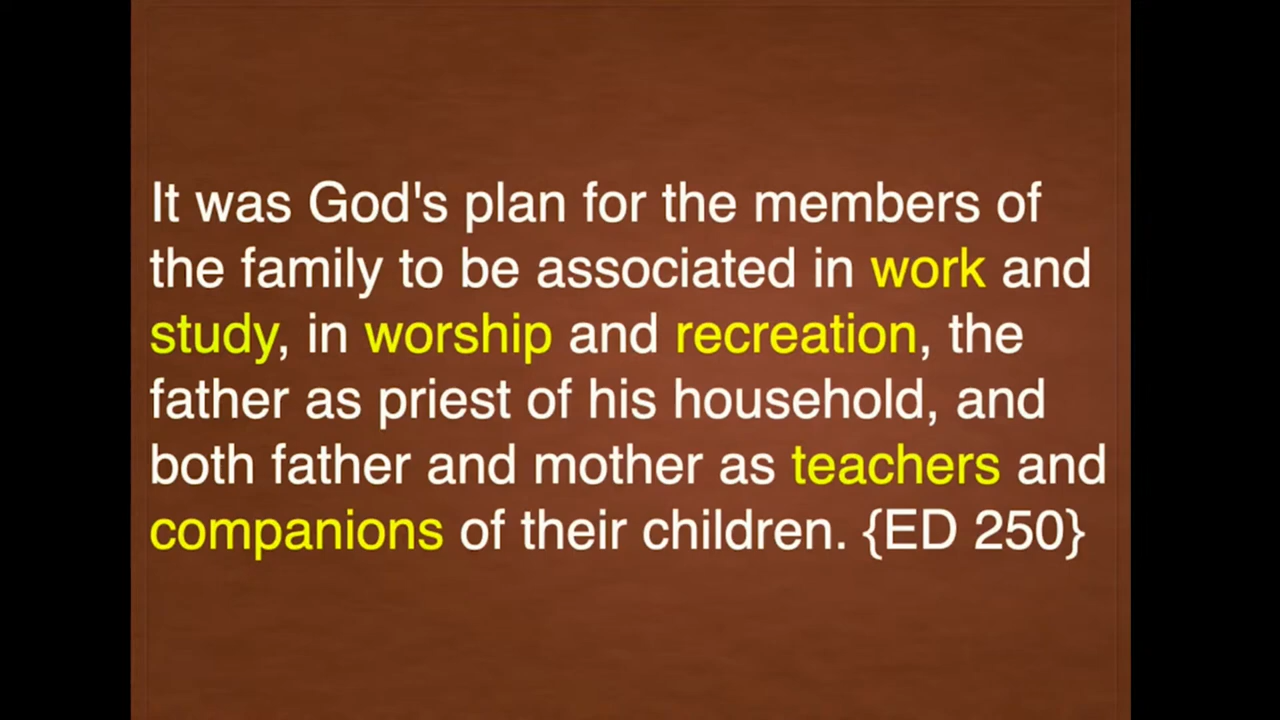 It was God's plan for the members of
the family to be associated in work and
study, in worship and recreation, the
father as priest of his household, and
both father and mother as teachers and
companions of their children. {ED 250}